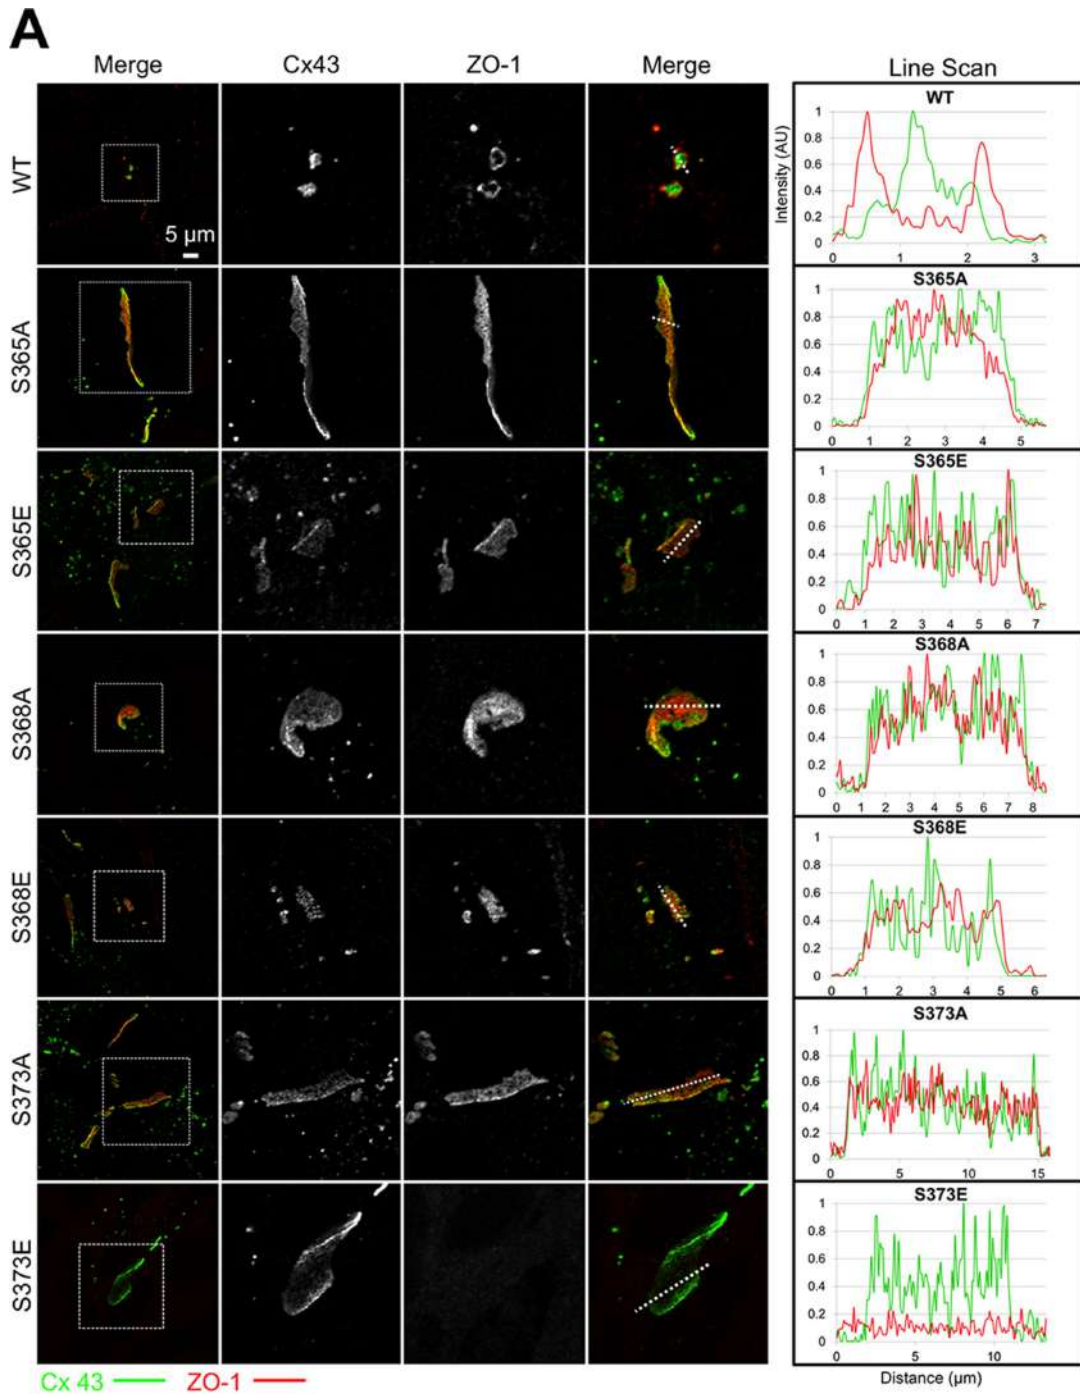 A
Merge Cx43 ZO-1 Merge Line Scan
WT
5 µm
WT
Intensity (AU)
1
0.8
0.6
0.4
0.2
0
0 1 2 3
S365A
S365A
1
0.8
0.6
0.4
0.2
0
0 1 2 3 4 5
S365E
S365E
1
0.8
0.6
0.4
0.2
0
0 1 2 3 4 5 6 7
S368A
S368A
1
0.8
0.6
0.4
0.2
0
0 1 2 3 4 5 6 7 8
S368E
S368E
1
0.8
0.6
0.4
0.2
0
0 1 2 3 4 5 6
S373A
S373A
1
0.8
0.6
0.4
0.2
0
0 5 10 15
S373E
S373E
1
0.8
0.6
0.4
0.2
0
0 5 10
Cx 43 ZO-1
Distance (µm)